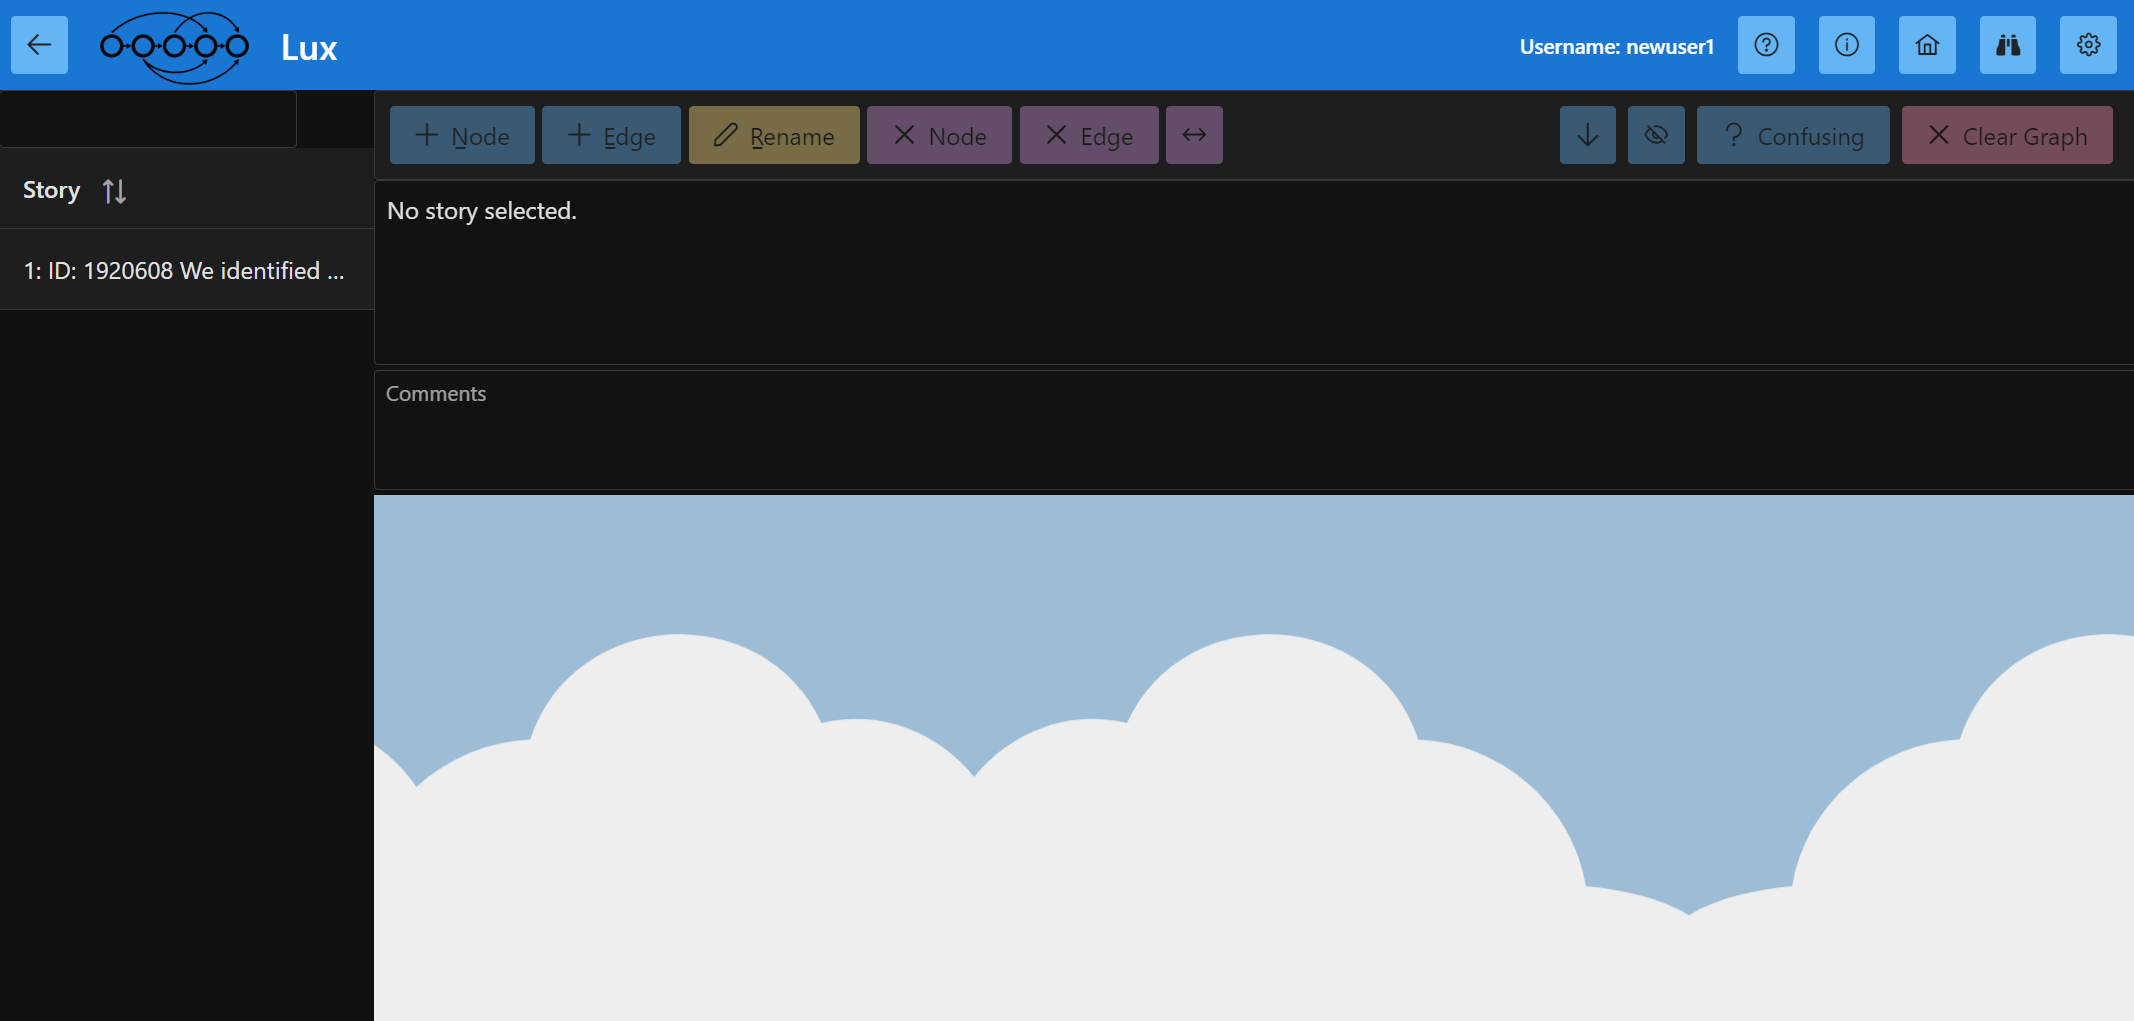 Lux
Username: newuser1
Node
Edge
Rename
Node
Edge
? Confusing
Clear Graph
Story
No story selected.
1: ID: 1920608 We identified ...
Comments